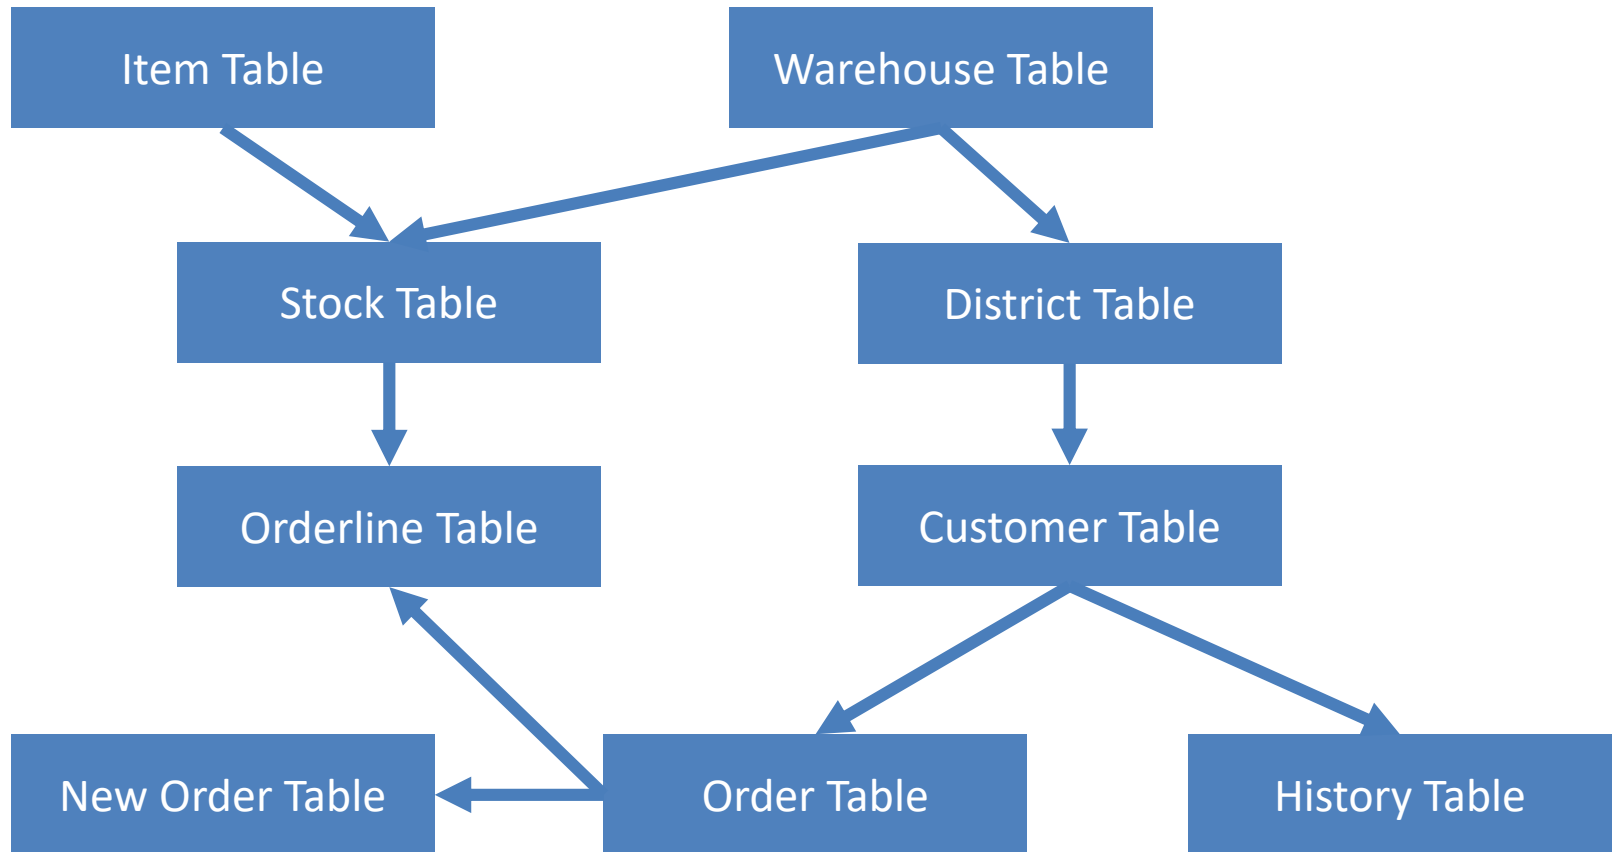 Item Table
Warehouse Table
Stock Table
District Table
Orderline Table
Customer Table
New Order Table
Order Table
History Table